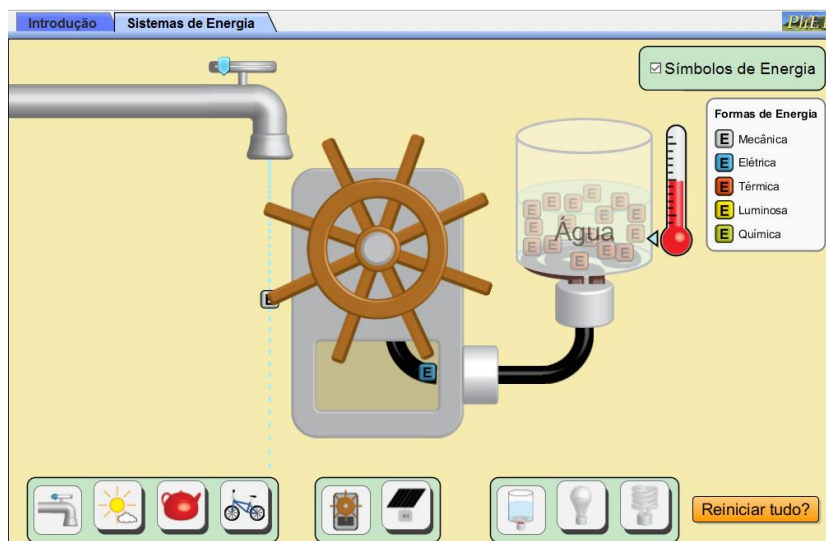 Introdução
Sistemas de Energia
PhET
Símbolos de Energia
Formas de Energia
E Mecânica
E Elétrica
E Térmica
E Luminosa
E Química
E E E E
E E E
Água
E E E E E
E
E
E
Reiniciar tudo?